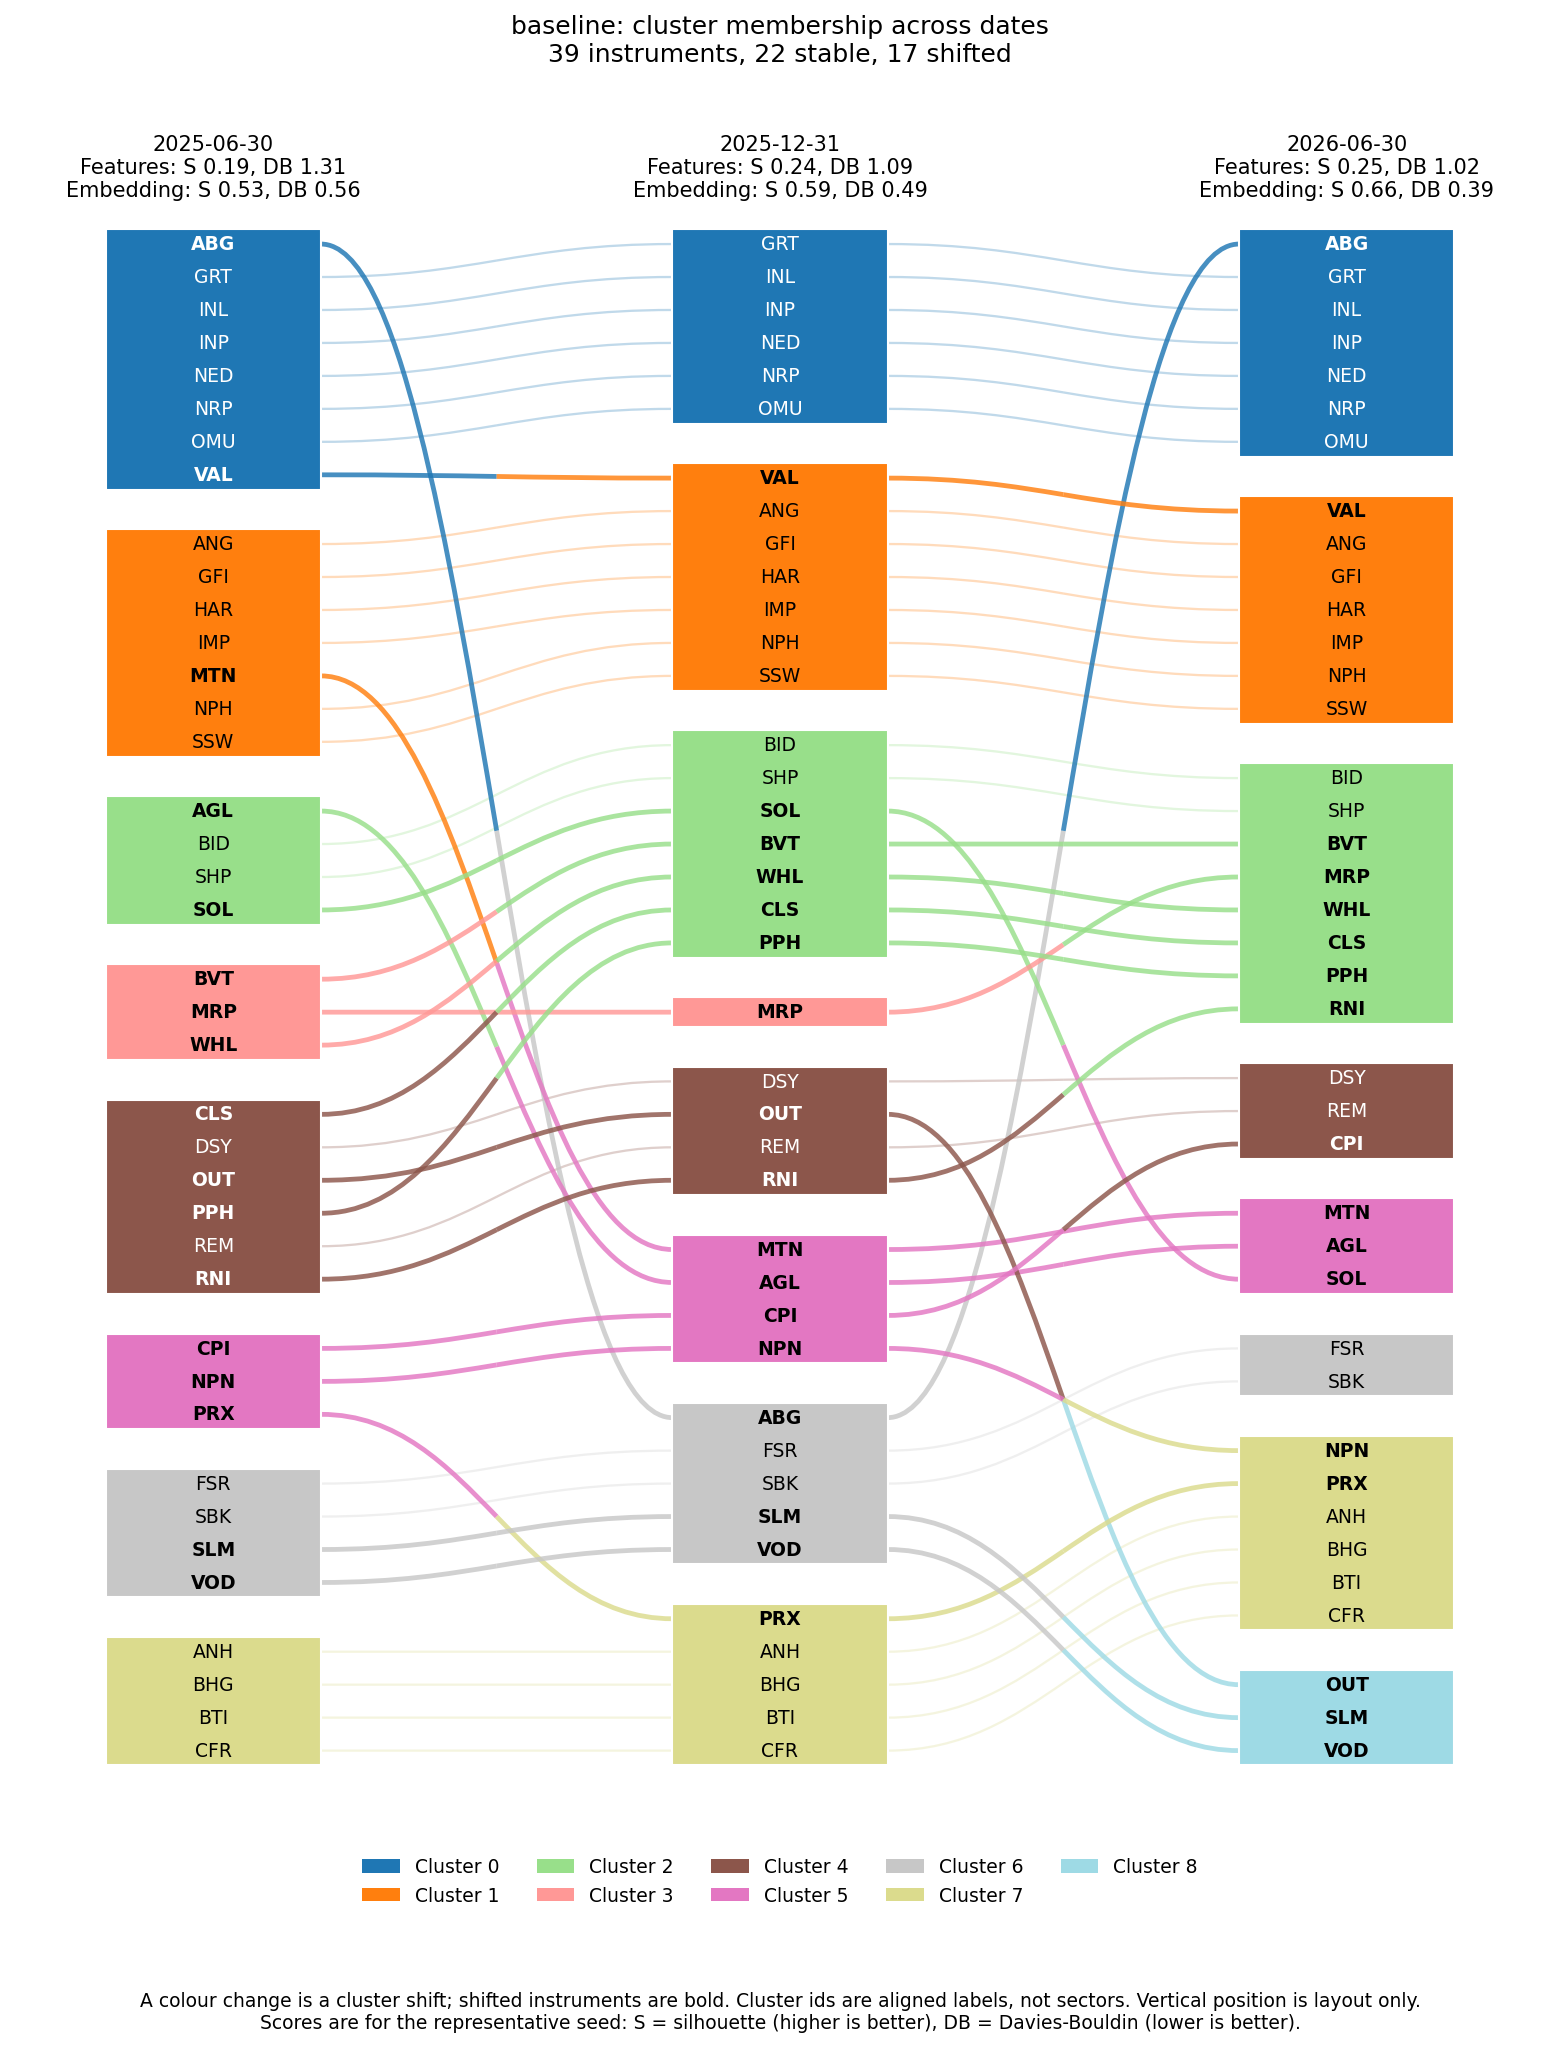 baseline: cluster membership across dates
39 instruments, 22 stable, 17 shifted
2025-06-30
Features: S 0.19, DB 1.31
Embedding: S 0.53, DB 0.56
2025-12-31
Features: S 0.24, DB 1.09
Embedding: S 0.59, DB 0.49
2026-06-30
Features: S 0.25, DB 1.02
Embedding: S 0.66, DB 0.39
ABG
GRT
INL
INP
NED
NRP
OMU
VAL
ANG
GFI
HAR
IMP
MTN
NPH
SSW
AGL
BID
SHP
SOL
BVT
MRP
WHL
CLS
DSY
OUT
PPH
REM
RNI
CPI
NPN
PRX
FSR
SBK
SLM
VOD
ANH
BHG
BTI
CFR
GRT
INL
INP
NED
NRP
OMU
VAL
ANG
GFI
HAR
IMP
NPH
SSW
BID
SHP
SOL
BVT
WHL
CLS
PPH
MRP
DSY
OUT
REM
RNI
MTN
AGL
CPI
NPN
ABG
FSR
SBK
SLM
VOD
PRX
ANH
BHG
BTI
CFR
ABG
GRT
INL
INP
NED
NRP
OMU
VAL
ANG
GFI
HAR
IMP
NPH
SSW
BID
SHP
BVT
MRP
WHL
CLS
PPH
RNI
DSY
REM
CPI
MTN
AGL
SOL
FSR
SBK
NPN
PRX
ANH
BHG
BTI
CFR
OUT
SLM
VOD
Cluster 0
Cluster 1
Cluster 2
Cluster 3
Cluster 4
Cluster 5
Cluster 6
Cluster 7
Cluster 8
A colour change is a cluster shift; shifted instruments are bold. Cluster ids are aligned labels, not sectors. Vertical position is layout only.
Scores are for the representative seed: S = silhouette (higher is better), DB = Davies-Bouldin (lower is better).